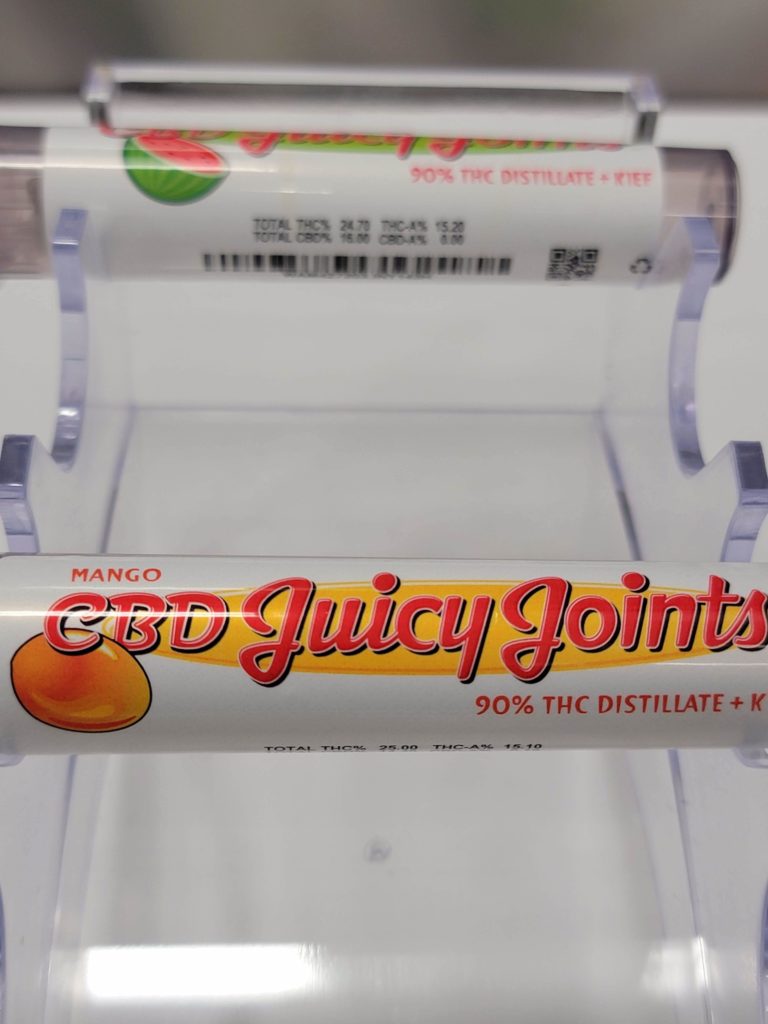 CBD Juicy Joints
90% THC DISTILLATE + KIEF
TOTAL THC% 24.70 THC-A% 15.20
TOTAL CBD% 16.00 CBD-A% 0.00
MANGO
CBD Juicy Joints
90% THC DISTILLATE + K
TOTAL THC% 25.00 THC-A% 15.10